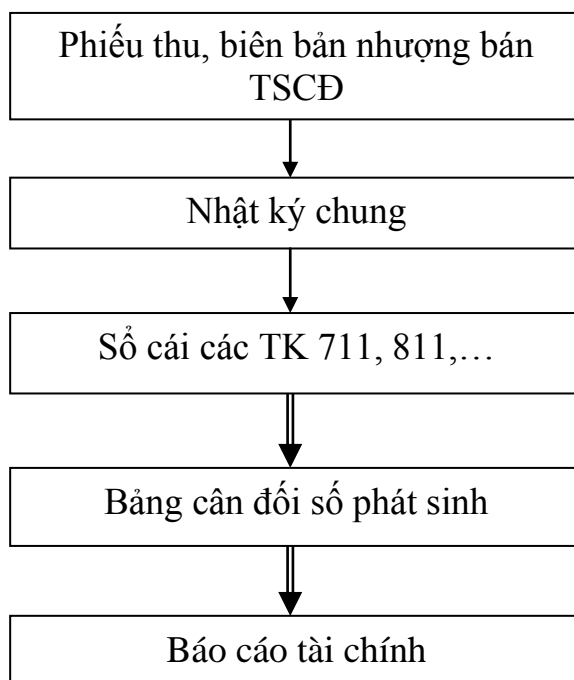 Phiếu thu, biên bản nhượng bán
TSCĐ
Nhật ký chung
Sổ cái các TK 711, 811,…
Bảng cân đối số phát sinh
Báo cáo tài chính